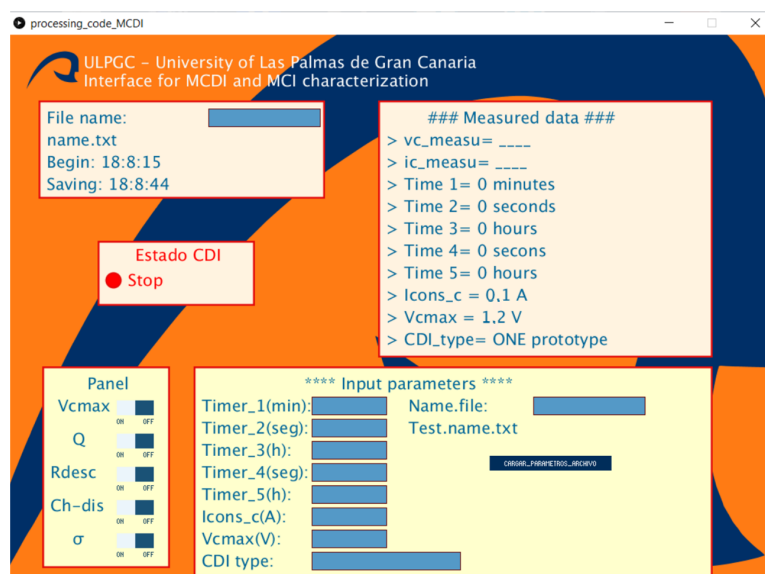 processing_code_MCDI
ULPGC – University of Las Palmas de Gran Canaria
Interface for MCDI and MCI characterization
File name:
name.txt
Begin: 18:8:15
Saving: 18:8:44
### Measured data ###
> vc_measu= ____
> ic_measu= ____
> Time 1= 0 minutes
> Time 2= 0 seconds
> Time 3= 0 hours
> Time 4= 0 secons
> Time 5= 0 hours
> Icons_c = 0,1 A
> Vcmax = 1,2 V
> CDI_type= ONE prototype
Estado CDI
Stop
Panel
Vcmax
ON OFF
Q
ON OFF
Rdesc
ON OFF
Ch-dis
ON OFF
σ
ON OFF
**** Input parameters ****
Timer_1(min):
Timer_2(seg):
Timer_3(h):
Timer_4(seg):
Timer_5(h):
Icons_c(A):
Vcmax(V):
CDI type:
Name.file:
Test.name.txt
CARGAR_PARAMETROS_ARCHIVO